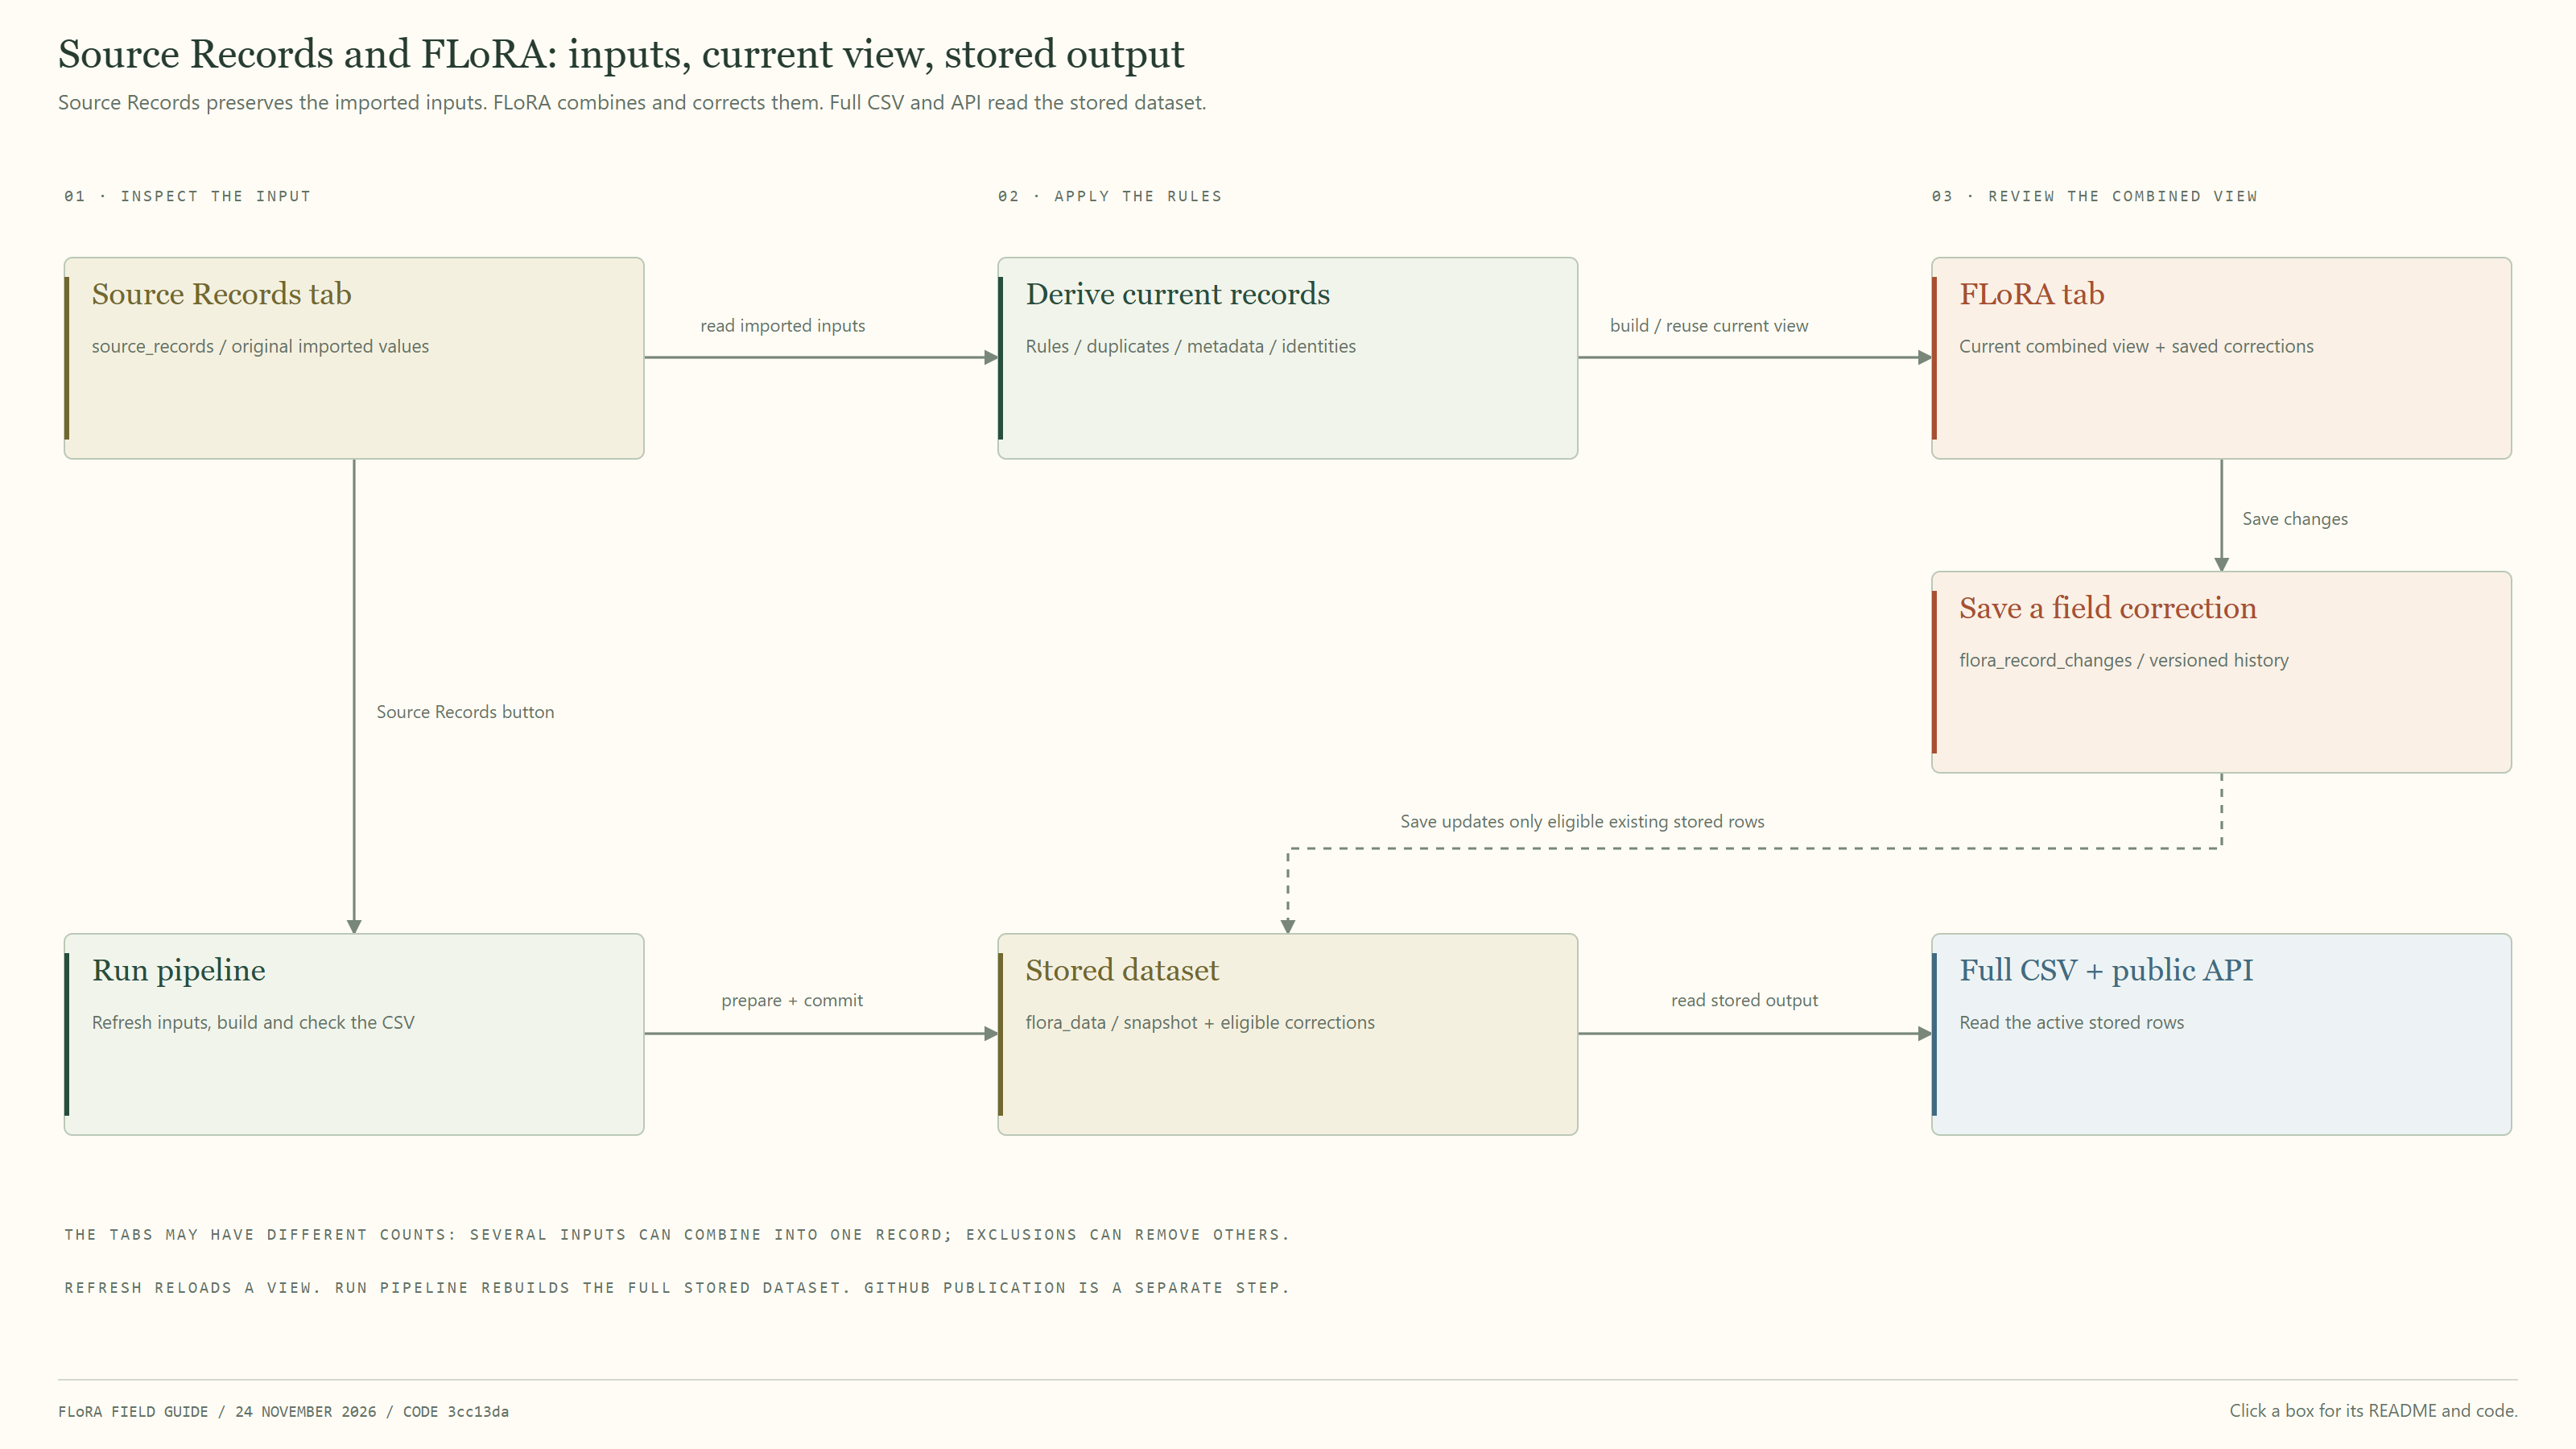 Source Records and FLoRA: inputs, current view, stored output
Source Records preserves the imported inputs. FLoRA combines and corrects them. Full CSV and API read the stored dataset.
01 · INSPECT THE INPUT
02 · APPLY THE RULES
03 · REVIEW THE COMBINED VIEW
Source Records tab
source_records / original imported values
read imported inputs
Derive current records
Rules / duplicates / metadata / identities
build / reuse current view
FLoRA tab
Current combined view + saved corrections
Save changes
Save a field correction
flora_record_changes / versioned history
Source Records button
Save updates only eligible existing stored rows
Run pipeline
Refresh inputs, build and check the CSV
prepare + commit
Stored dataset
flora_data / snapshot + eligible corrections
read stored output
Full CSV + public API
Read the active stored rows
THE TABS MAY HAVE DIFFERENT COUNTS: SEVERAL INPUTS CAN COMBINE INTO ONE RECORD; EXCLUSIONS CAN REMOVE OTHERS.
REFRESH RELOADS A VIEW. RUN PIPELINE REBUILDS THE FULL STORED DATASET. GITHUB PUBLICATION IS A SEPARATE STEP.
FLoRA FIELD GUIDE / 24 NOVEMBER 2026 / CODE 3cc13da
Click a box for its README and code.